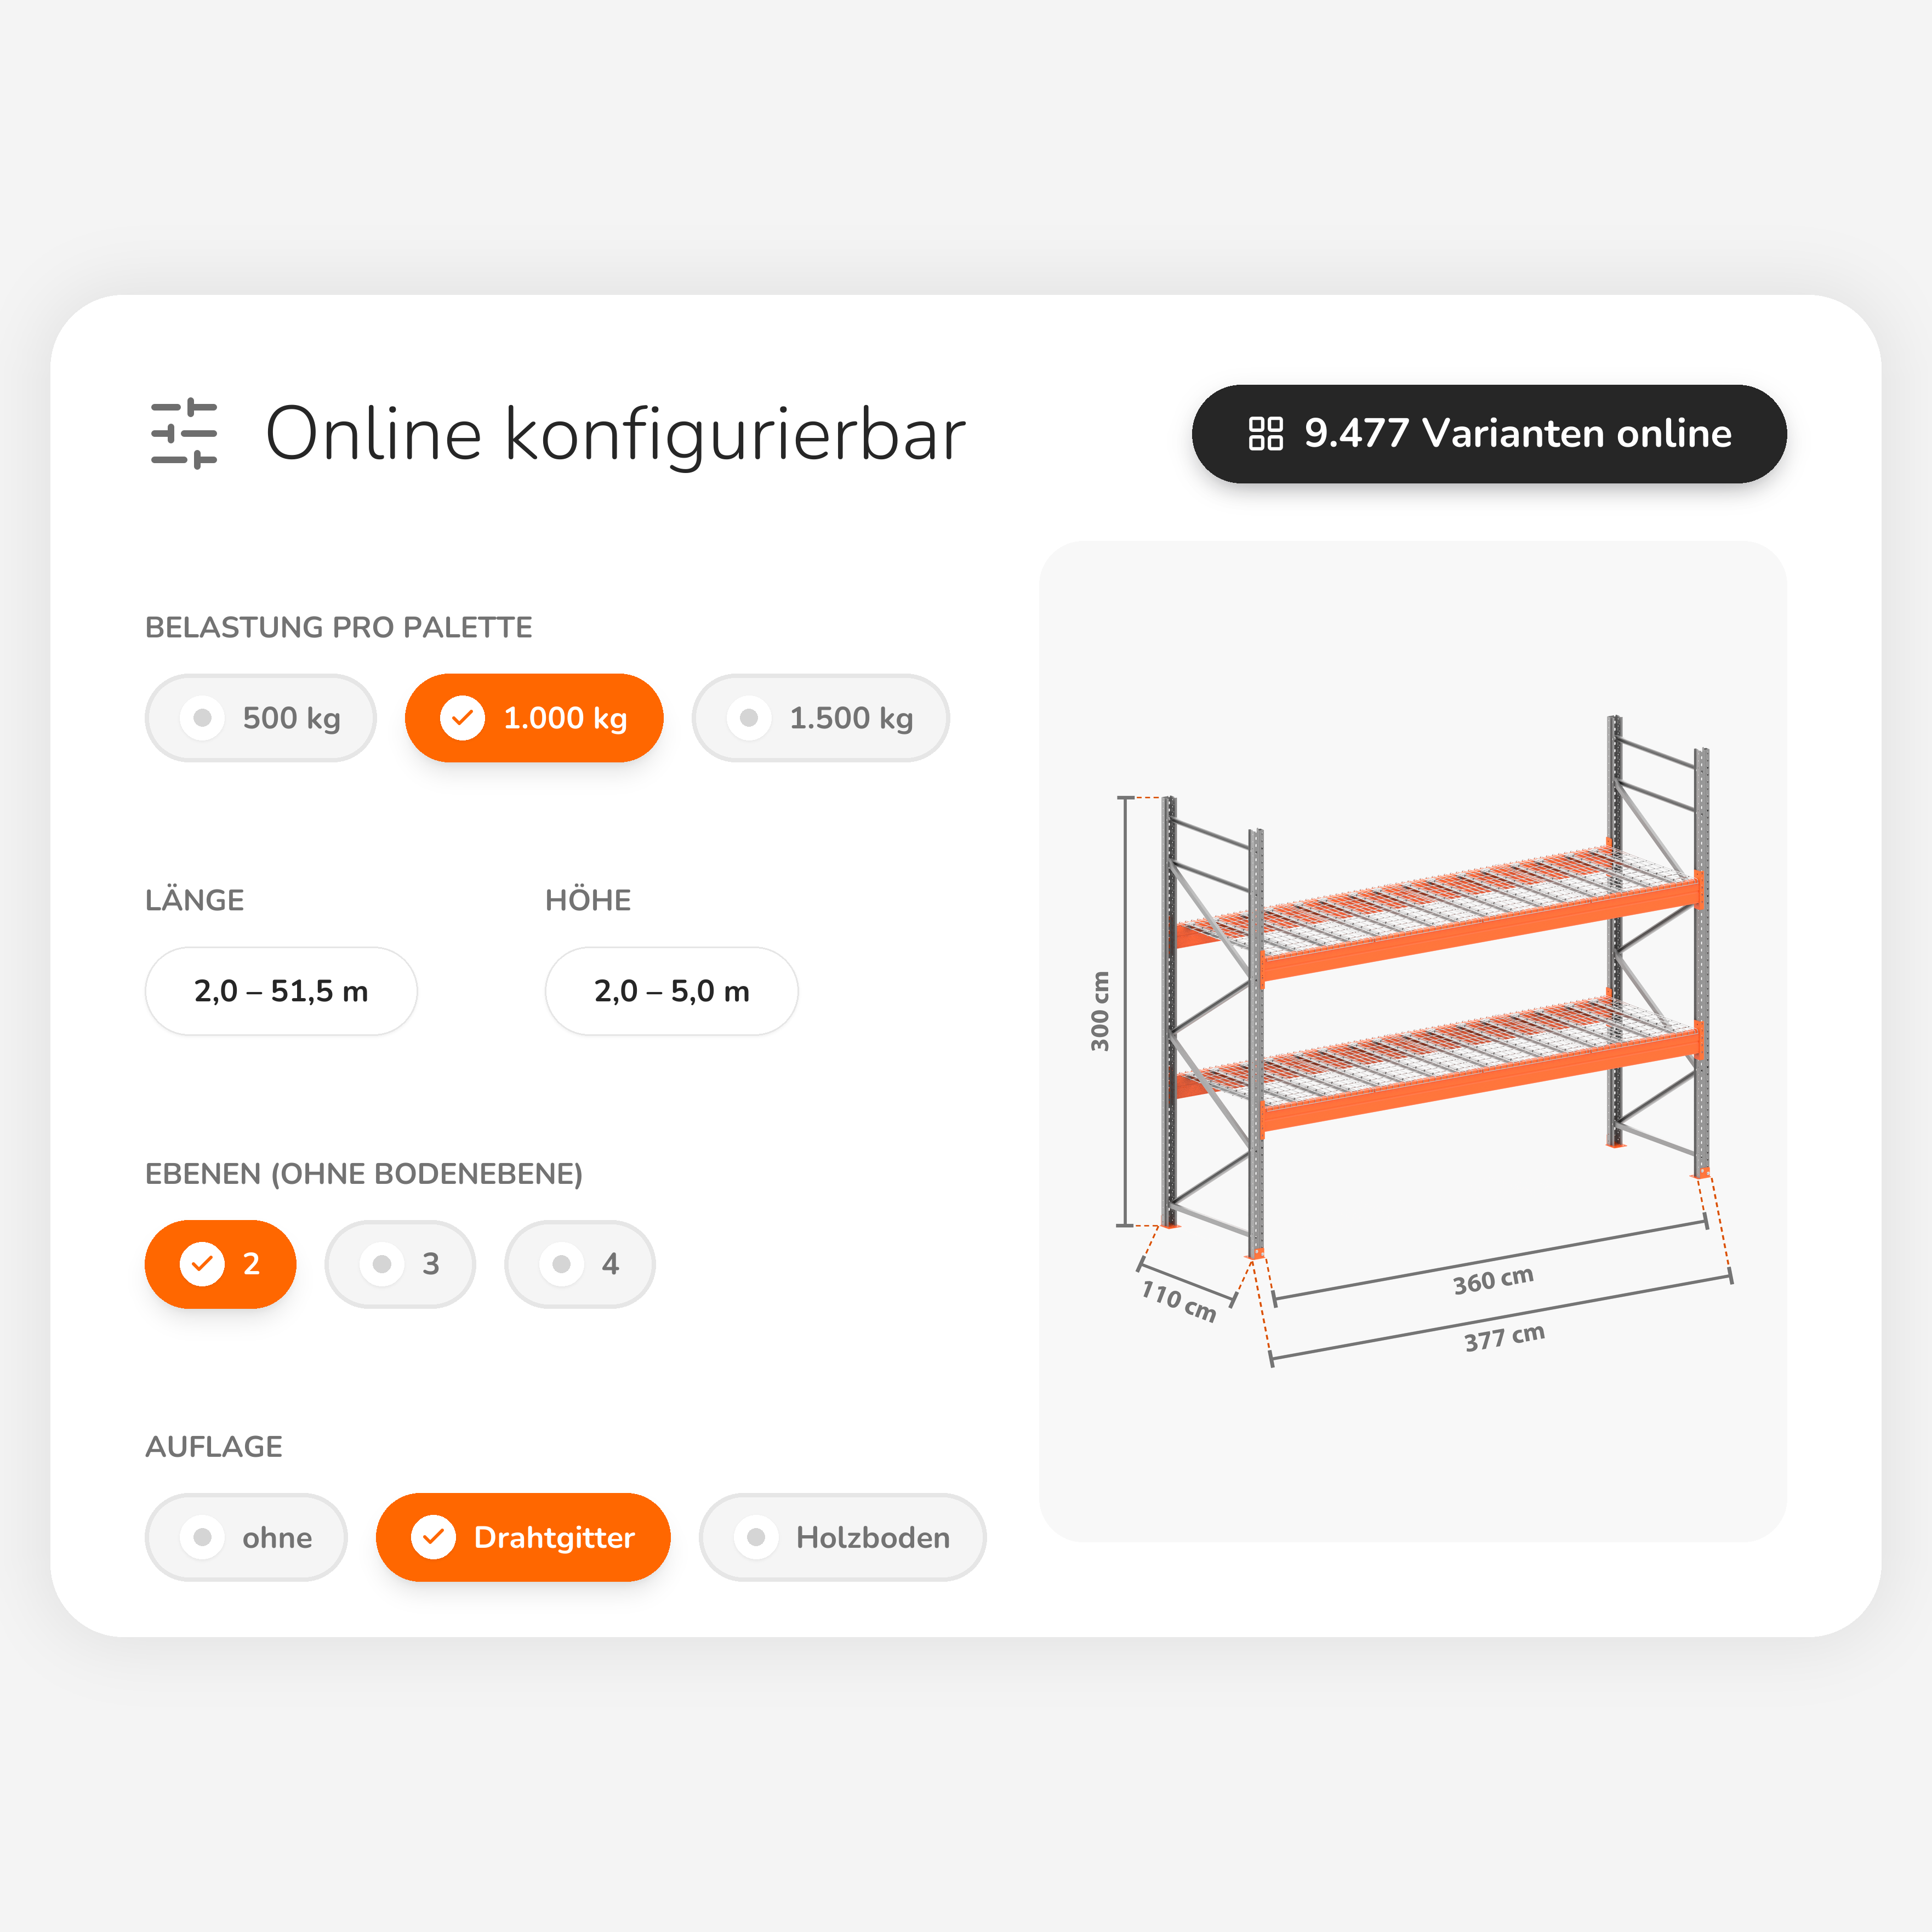 Online konfigurierbar
9.477 Varianten online
BELASTUNG PRO PALETTE
500 kg
1.000 kg
1.500 kg
LÄNGE
HÖHE
2,0 – 51,5 m
2,0 – 5,0 m
EBENEN (OHNE BODENEBENE)
2
3
4
AUFLAGE
ohne
Drahtgitter
Holzboden
300 cm
110 cm
360 cm
377 cm